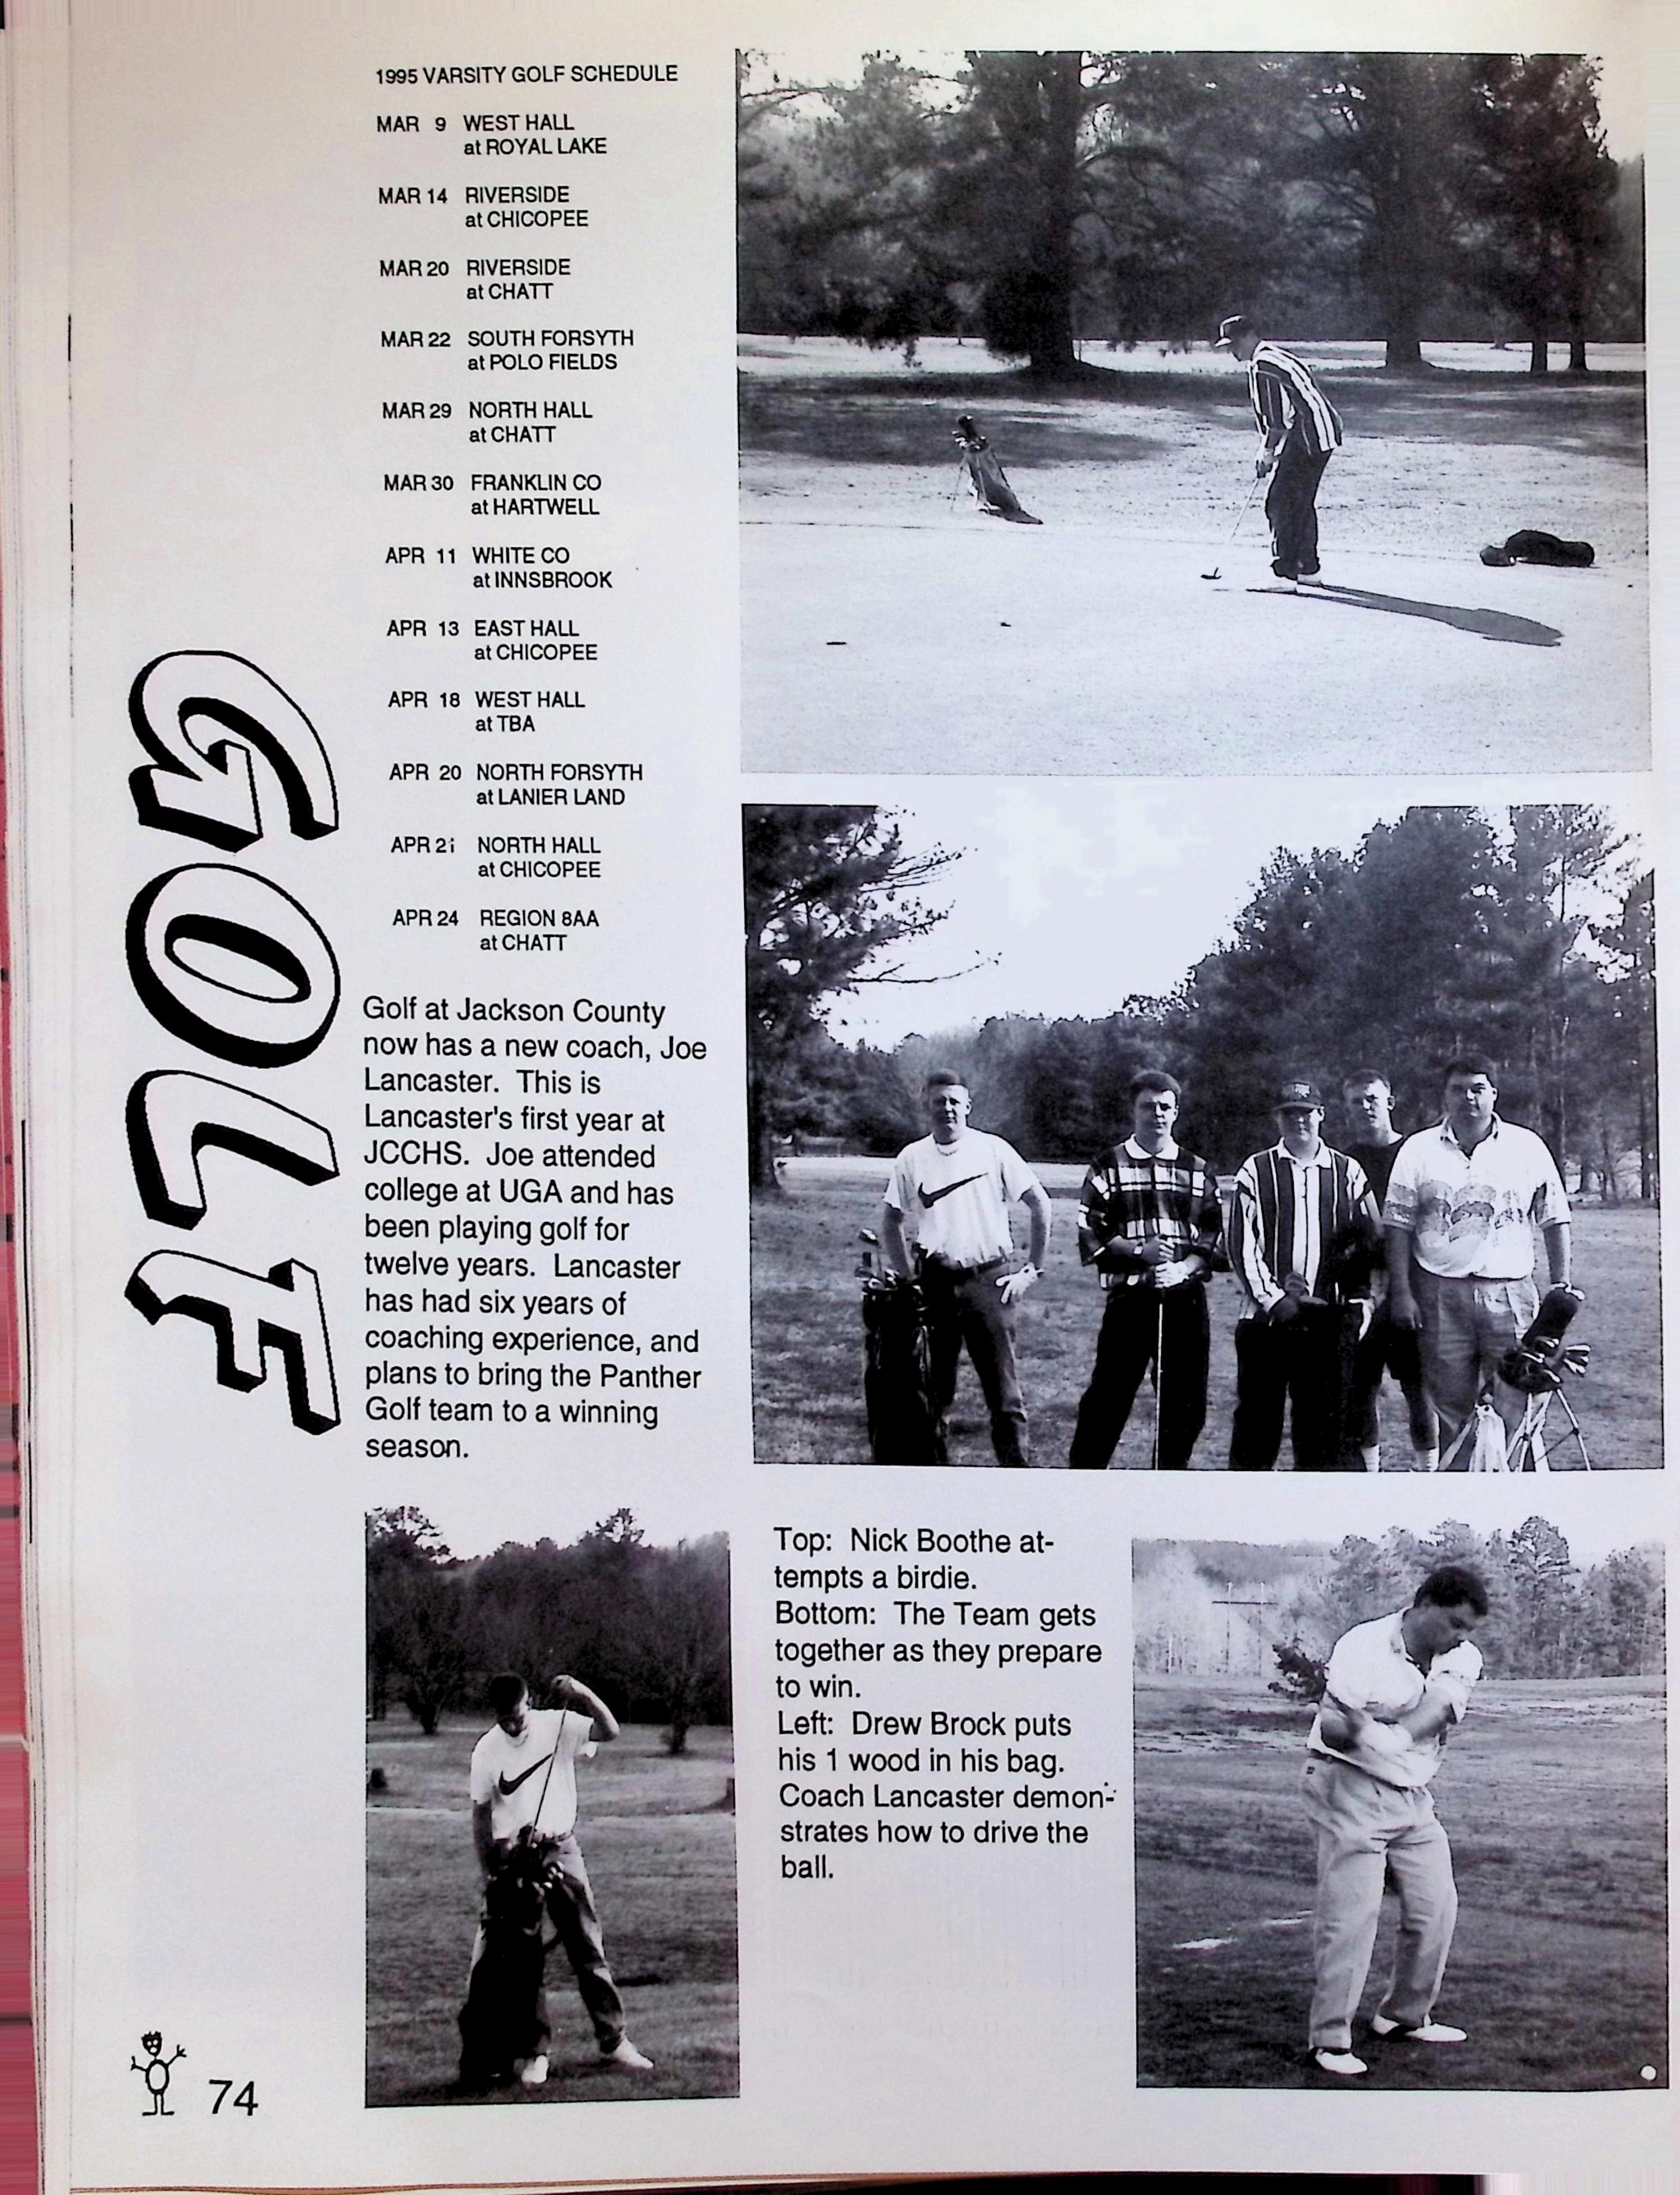 1995 VARSITY GOLF SCHEDULE
MAR 9 WEST HALL
at ROYAL LAKE
MAR 14 RIVERSIDE
at CHICOPEE
MAR 20 RIVERSIDE
at CHATT
MAR 22 SOUTH FORSYTH
at POLO FIELDS
MAR 29 NORTH HALL
at CHATT
MAR 30 FRANKLIN CO
at HARTWELL
APR 11 WHITE CO
at INNSBROOK
APR 13 EAST HALL
at CHICOPEE
APR 18 WEST HALL
at TBA
APR 20 NORTH FORSYTH
at LANIER LAND
APR 21 NORTH HALL
at CHICOPEE
APR 24 REGION 8AA
at CHATT
GOLF
Golf at Jackson County
now has a new coach, Joe
Lancaster. This is
Lancaster's first year at
JCCHS. Joe attended
college at UGA and has
been playing golf for
twelve years. Lancaster
has had six years of
coaching experience, and
plans to bring the Panther
Golf team to a winning
season.
Top: Nick Boothe at-
tempts a birdie.
Bottom: The Team gets
together as they prepare
to win.
Left: Drew Brock puts
his 1 wood in his bag.
Coach Lancaster demon-
strates how to drive the
ball.
74